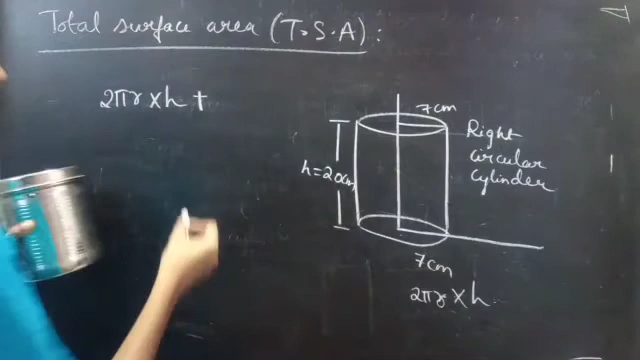 Total surface area (T.S.A):
2πr×h +
7cm
Right
circular
cylinder
h=20cm
7cm
2πr×h